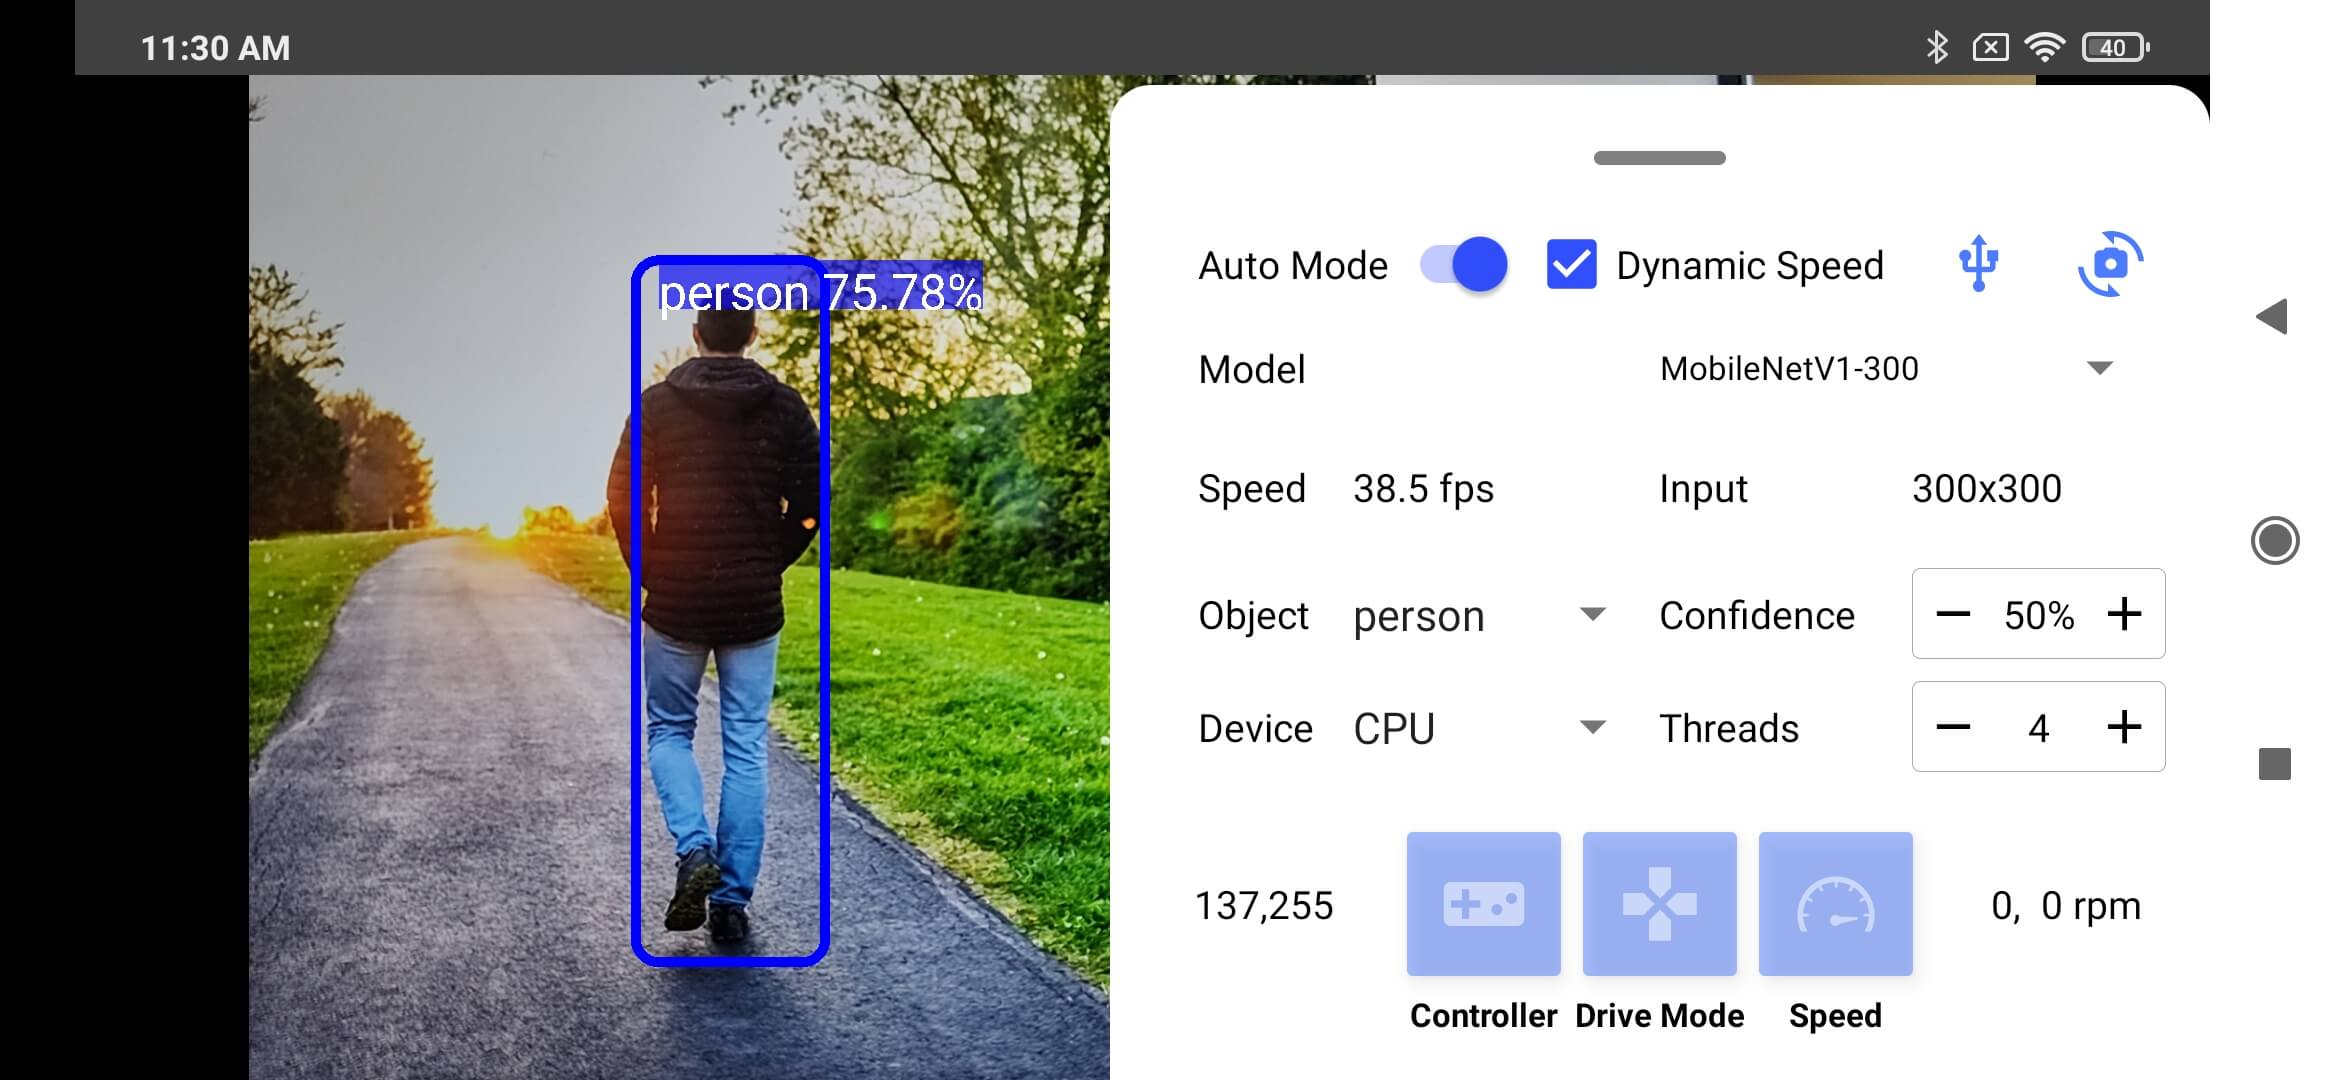 11:30 AM
40
person 75.78%
Auto Mode
Dynamic Speed
Model
MobileNetV1-300
Speed 38.5 fps
Input 300x300
Object person
Confidence 50%
Device CPU
Threads 4
137,255
Controller
Drive Mode
Speed
0, 0 rpm